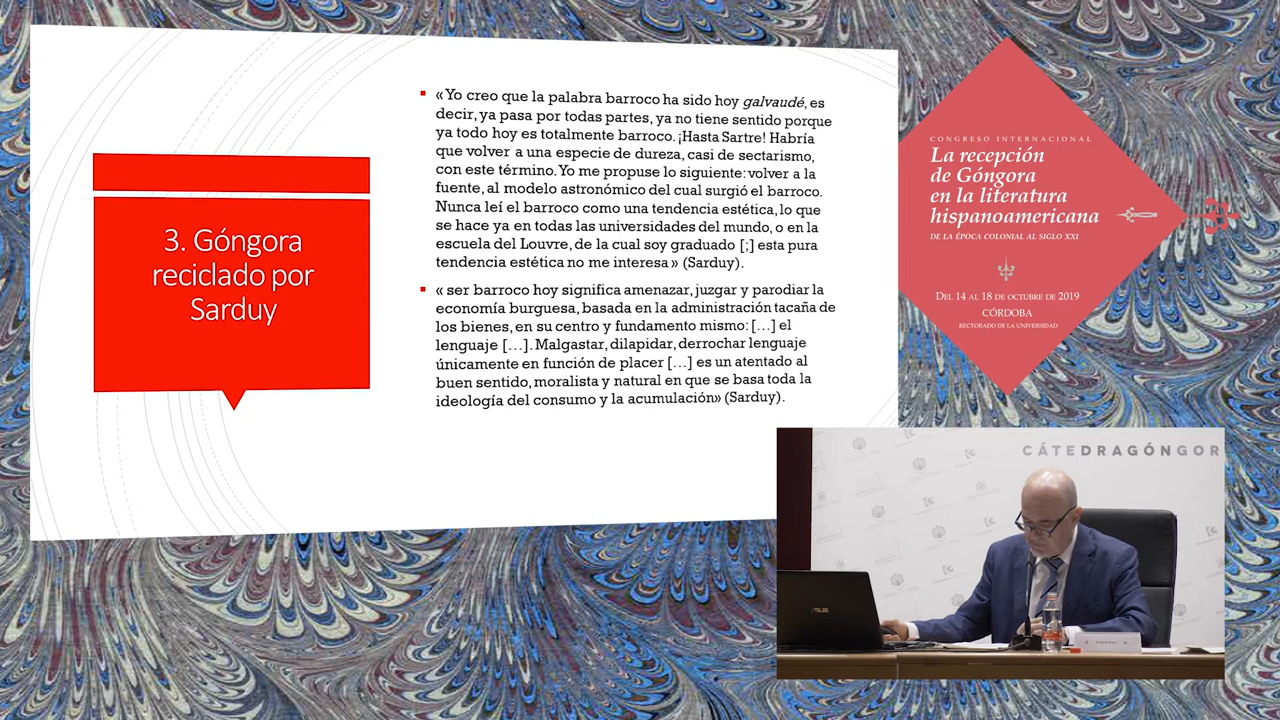 3. Góngora
reciclado por
Sarduy
« Yo creo que la palabra barroco ha sido hoy galvaudé, es
decir, ya pasa por todas partes, ya no tiene sentido porque
ya todo hoy es totalmente barroco. ¡Hasta Sartre! Habría
que volver a una especie de dureza, casi de sectarismo,
con este término. Yo me propuse lo siguiente: volver a la
fuente, al modelo astronómico del cual surgió el barroco.
Nunca leí el barroco como una tendencia estética, lo que
se hace ya en todas las universidades del mundo, o en la
escuela del Louvre, de la cual soy graduado [;] esta pura
tendencia estética no me interesa » (Sarduy).
« ser barroco hoy significa amenazar, juzgar y parodiar la
economía burguesa, basada en la administración tacaña de
los bienes, en su centro y fundamento mismo: [...] el
lenguaje [...]. Malgastar, dilapidar, derrochar lenguaje
únicamente en función de placer [...] es un atentado al
buen sentido, moralista y natural en que se basa toda la
ideología del consumo y la acumulación» (Sarduy).
CONGRESO INTERNACIONAL
La recepción
de Góngora
en la literatura
hispanoamericana
DE LA ÉPOCA COLONIAL AL SIGLO XXI
DEL 14 AL 18 DE OCTUBRE DE 2019
CÓRDOBA
RECTORADO DE LA UNIVERSIDAD
CÁTEDRAGÓNGOR
ASUS